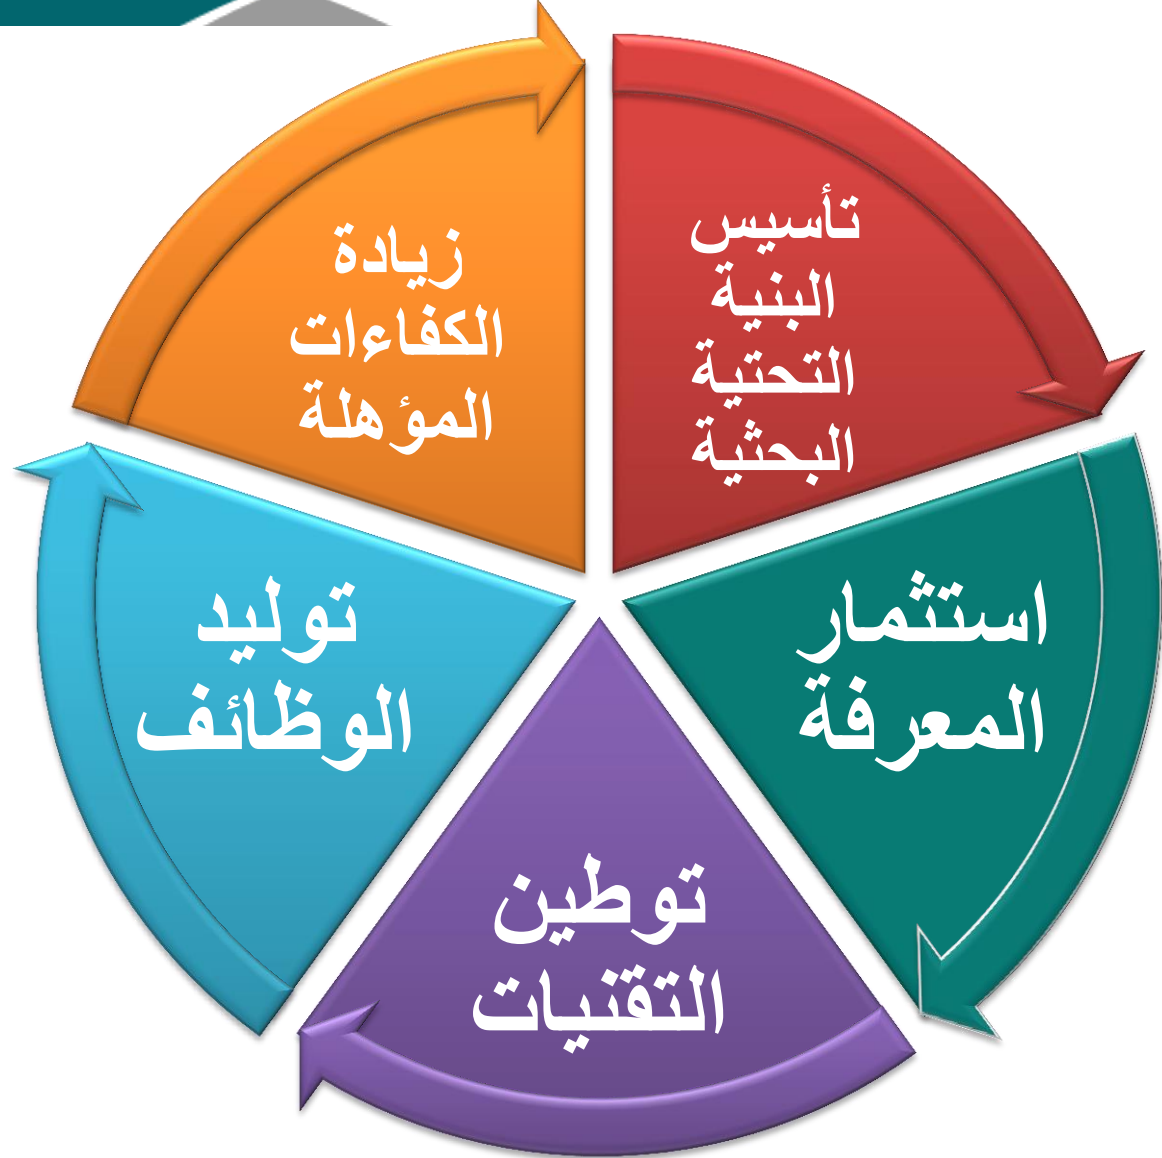 تأسيس
البنية
التحتية
البحثية
استثمار
المعرفة
توطين
التقنيات
توليد
الوظائف
زيادة
الكفاءات
المؤهلة